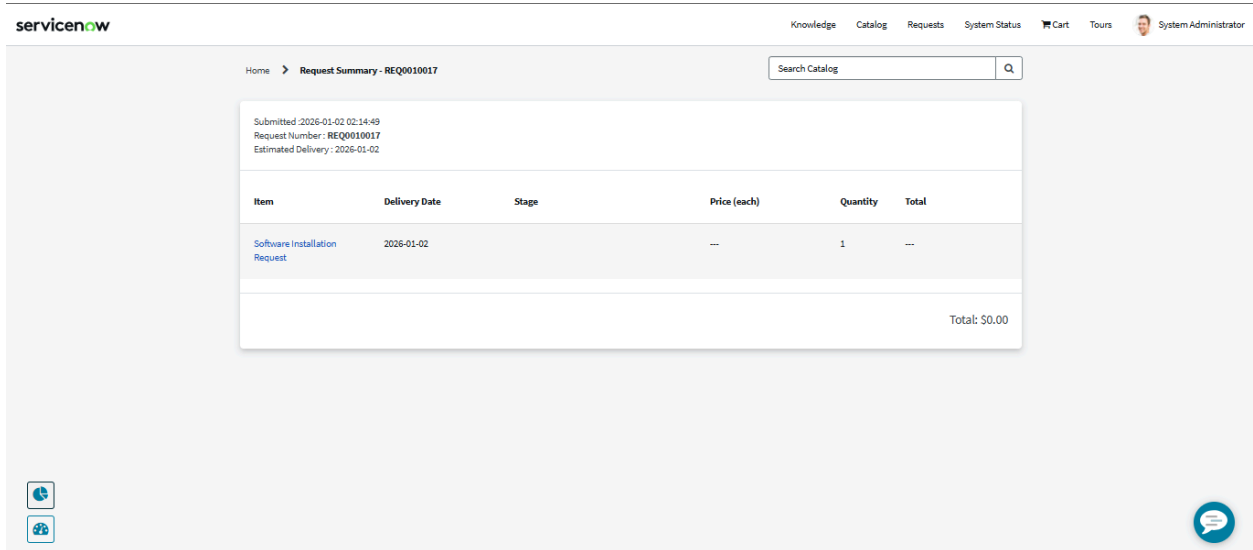 servicenow
Knowledge Catalog Requests System Status Cart Tours System Administrator
Home > Request Summary - REQ0010017
Search Catalog
Submitted :2026-01-02 02:14:49
Request Number : REQ0010017
Estimated Delivery : 2026-01-02
Item Delivery Date Stage Price (each) Quantity Total
Software Installation Request 2026-01-02 --- 1 ---
Total: $0.00